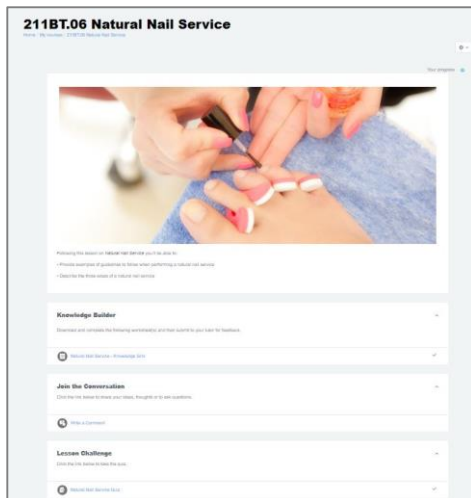 211BT.06 Natural Nail Service
Home / My courses / 211BT.06 Natural Nail Service
Your progress
Following this lesson on natural nail service you'll be able to:
• Provide examples of guidelines to follow when performing a natural nail service
• Describe the three areas of a natural nail service
Knowledge Builder
Download and complete the following worksheet(s) and then submit to your tutor for feedback.
Natural Nail Service - Knowledge Quiz
Join the Conversation
Click the link below to share your ideas, thoughts or to ask questions.
Write a Comment
Lesson Challenge
Click the link below to take the quiz.
Natural Nail Service Quiz